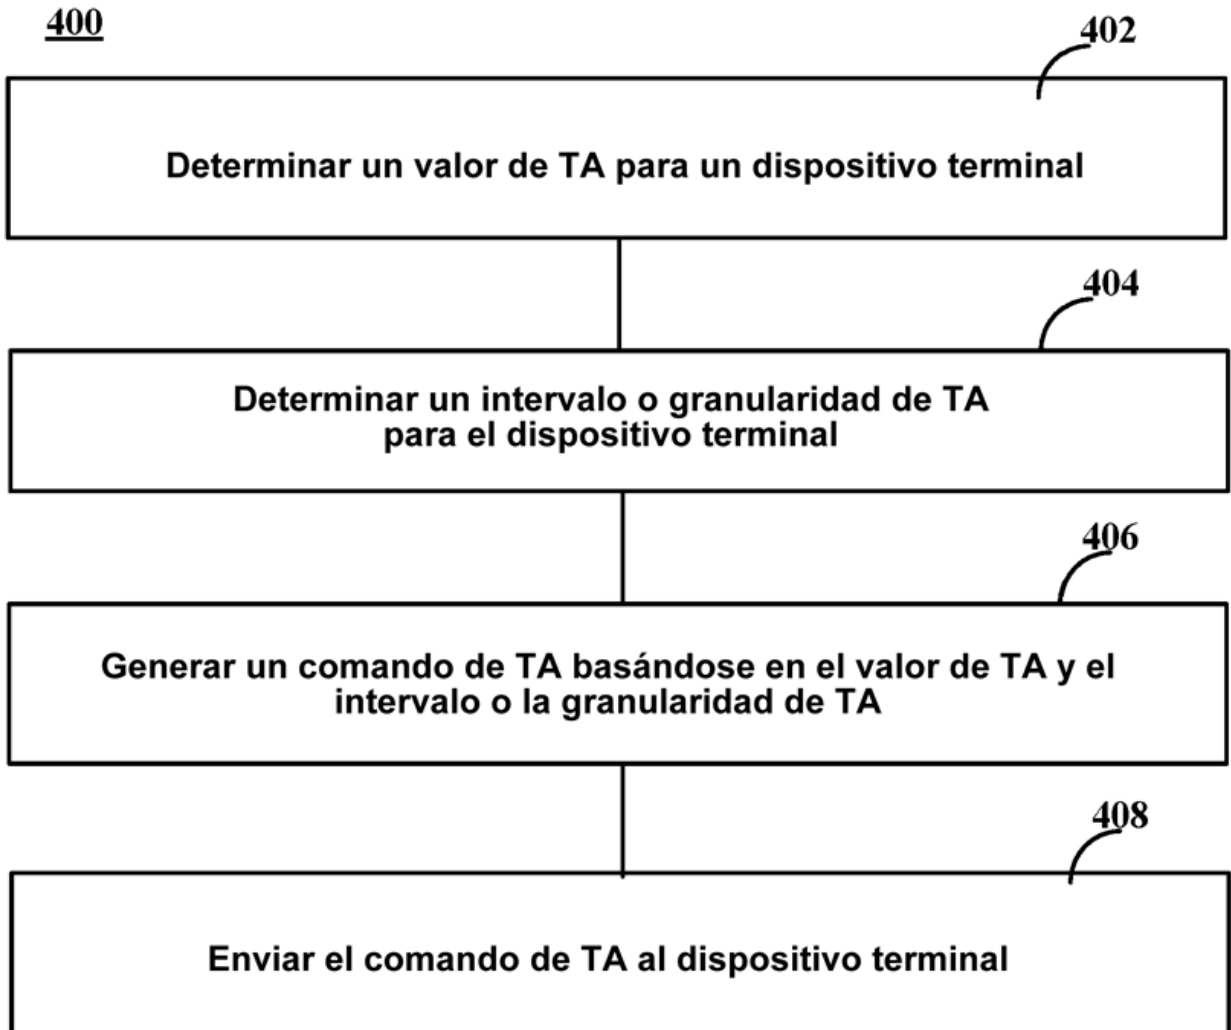 400
402
Determinar un valor de TA para un dispositivo terminal
404
Determinar un intervalo o granularidad de TA
para el dispositivo terminal
406
Generar un comando de TA basándose en el valor de TA y el
intervalo o la granularidad de TA
408
Enviar el comando de TA al dispositivo terminal